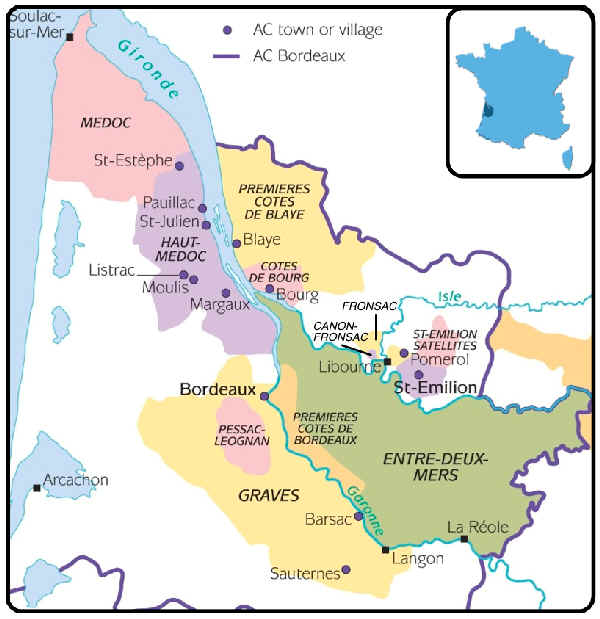 Soulac-
sur-Mer
Gironde
AC town or village
AC Bordeaux
MEDOC
St-Estèphe
PREMIERES
COTES
DE BLAYE
Pauillac
St-Julien
HAUT-
MEDOC
Blaye
Listrac
Moulis
Margaux
COTES
DE BOURG
Bourg
FRONSAC
Isle
CANON-
FRONSAC
ST-EMILION
SATELLITES
Pomerol
Libourne
St-Emilion
Bordeaux
PREMIERES
COTES DE
BORDEAUX
PESSAC-
LEOGNAN
ENTRE-DEUX-
MERS
Arcachon
GRAVES
Garonne
Barsac
La Réole
Langon
Sauternes